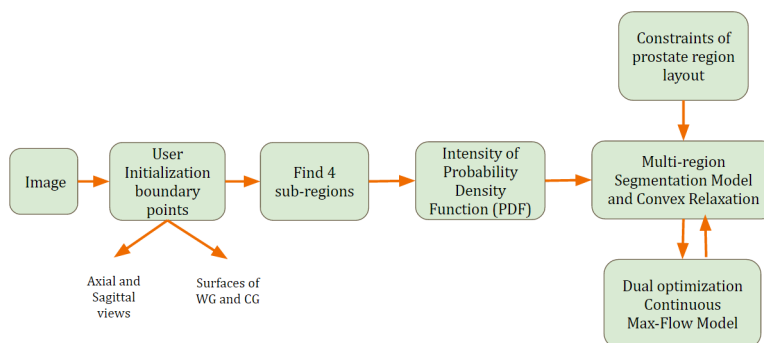 Constraints of
prostate region
layout
Image
User
Initialization
boundary
points
Find 4
sub-regions
Intensity of
Probability
Density
Function (PDF)
Multi-region
Segmentation Model
and Convex Relaxation
Axial and
Sagittal
views
Surfaces of
WG and CG
Dual optimization
Continuous
Max-Flow Model